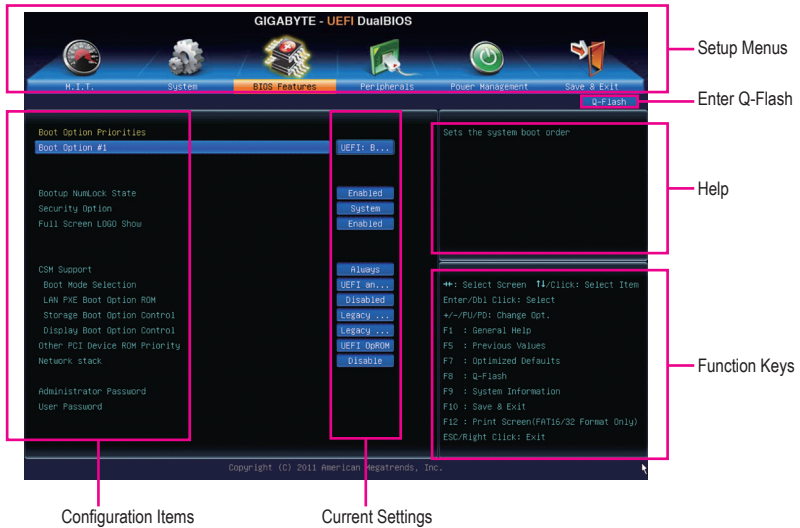 GIGABYTE - UEFI DualBIOS
Setup Menus
M.I.T. System BIOS Features Peripherals Power Management Save & Exit
Q-Flash
Enter Q-Flash
Boot Option Priorities
Boot Option #1 UEFI: B...
Sets the system boot order
Help
Bootup NumLock State Enabled
Security Option System
Full Screen LOGO Show Enabled
CSM Support Always
Boot Mode Selection UEFI an...
LAN PXE Boot Option ROM Disabled
Storage Boot Option Control Legacy ...
Display Boot Option Control Legacy ...
Other PCI Device ROM Priority UEFI OpROM
Network stack Disable
Administrator Password
User Password
→←: Select Screen ↑↓/Click: Select Item
Enter/Dbl Click: Select
+/-/PU/PD: Change Opt.
F1 : General Help
F5 : Previous Values
F7 : Optimized Defaults
F8 : Q-Flash
F9 : System Information
F10 : Save & Exit
F12 : Print Screen(FAT16/32 Format Only)
ESC/Right Click: Exit
Function Keys
Copyright (C) 2011 American Megatrends, Inc.
Configuration Items
Current Settings